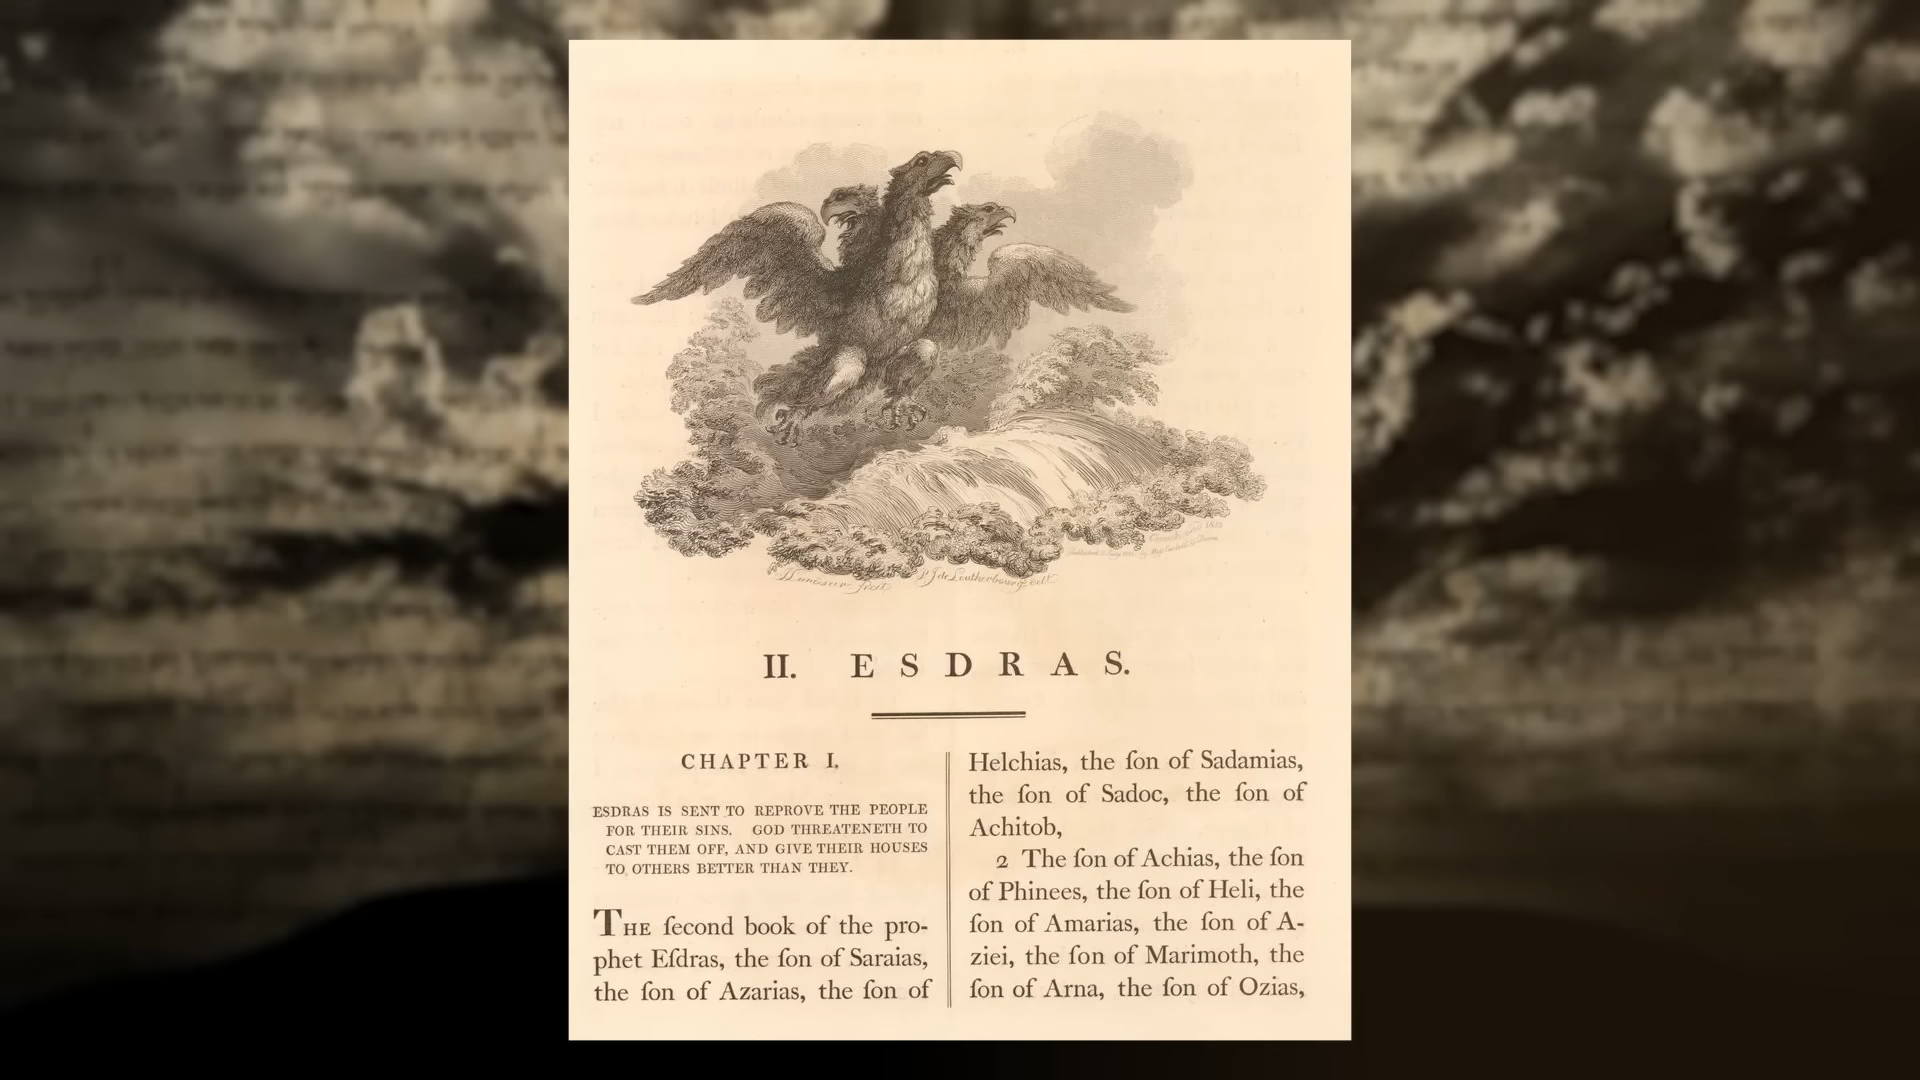 II. ESDRAS.
CHAPTER I.
ESDRAS IS SENT TO REPROVE THE PEOPLE
FOR THEIR SINS. GOD THREATENETH TO
CAST THEM OFF, AND GIVE THEIR HOUSES
TO OTHERS BETTER THAN THEY.
THE ſecond book of the pro-
phet Eſdras, the ſon of Saraias,
the ſon of Azarias, the ſon of
Helchias, the ſon of Sadamias,
the ſon of Sadoc, the ſon of
Achitob,
2 The ſon of Achias, the ſon
of Phinees, the ſon of Heli, the
ſon of Amarias, the ſon of A-
ziei, the ſon of Marimoth, the
ſon of Arna, the ſon of Ozias,